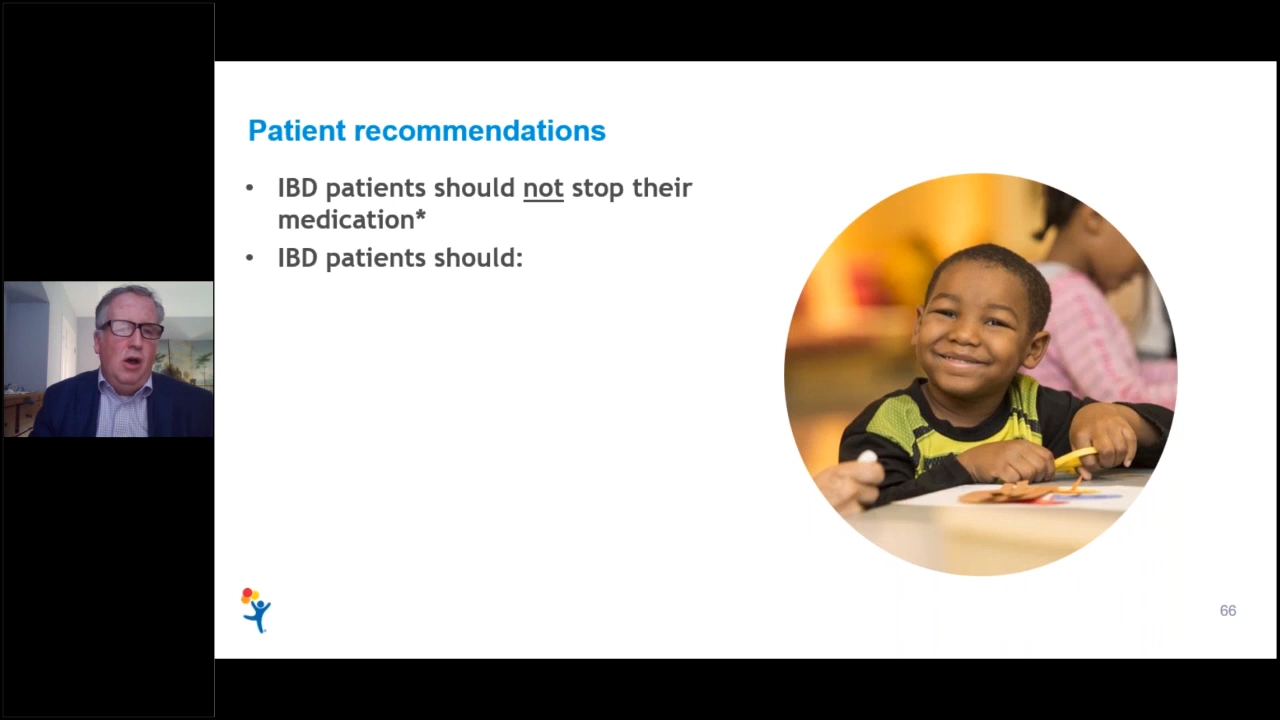 Patient recommendations
• IBD patients should not stop their
medication*
• IBD patients should:
66